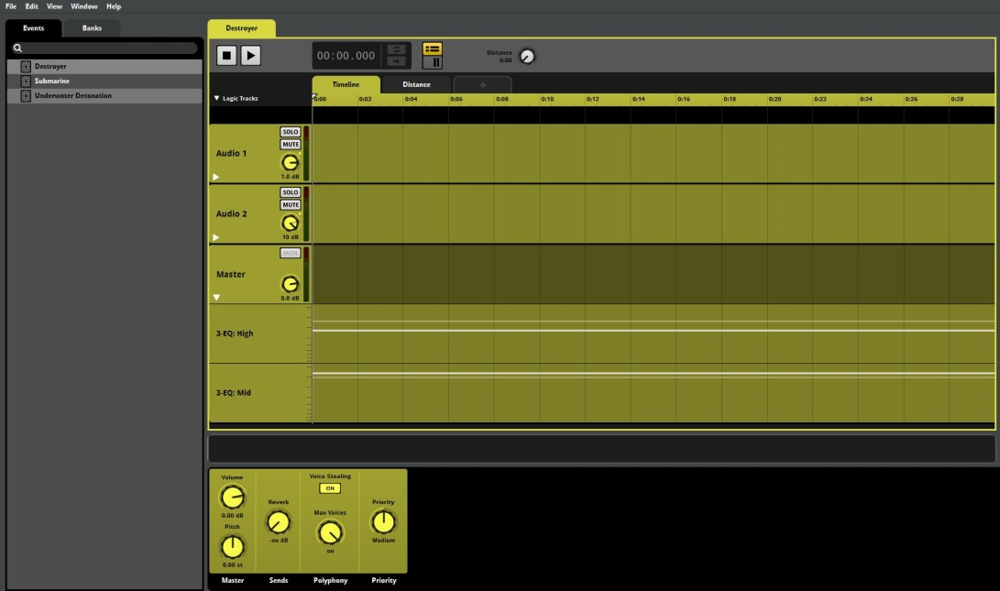 File Edit View Window Help
Events Banks
Destroyer
Submarine
Underwater Detonation
Destroyer
00:00.000
Distance
0.00
Timeline Distance +
Logic Tracks
0:00 0:02 0:04 0:06 0:08 0:10 0:12 0:14 0:16 0:18 0:20 0:22 0:24 0:26 0:28
Audio 1
SOLO
MUTE
1.0 dB
Audio 2
SOLO
MUTE
10 dB
Master
MON
0.0 dB
3-EQ: High
3-EQ: Mid
Volume
0.00 dB
Pitch
0.00 st
Master
Reverb
-oo dB
Sends
Voice Stealing
ON
Max Voices
oo
Polyphony
Priority
Medium
Priority